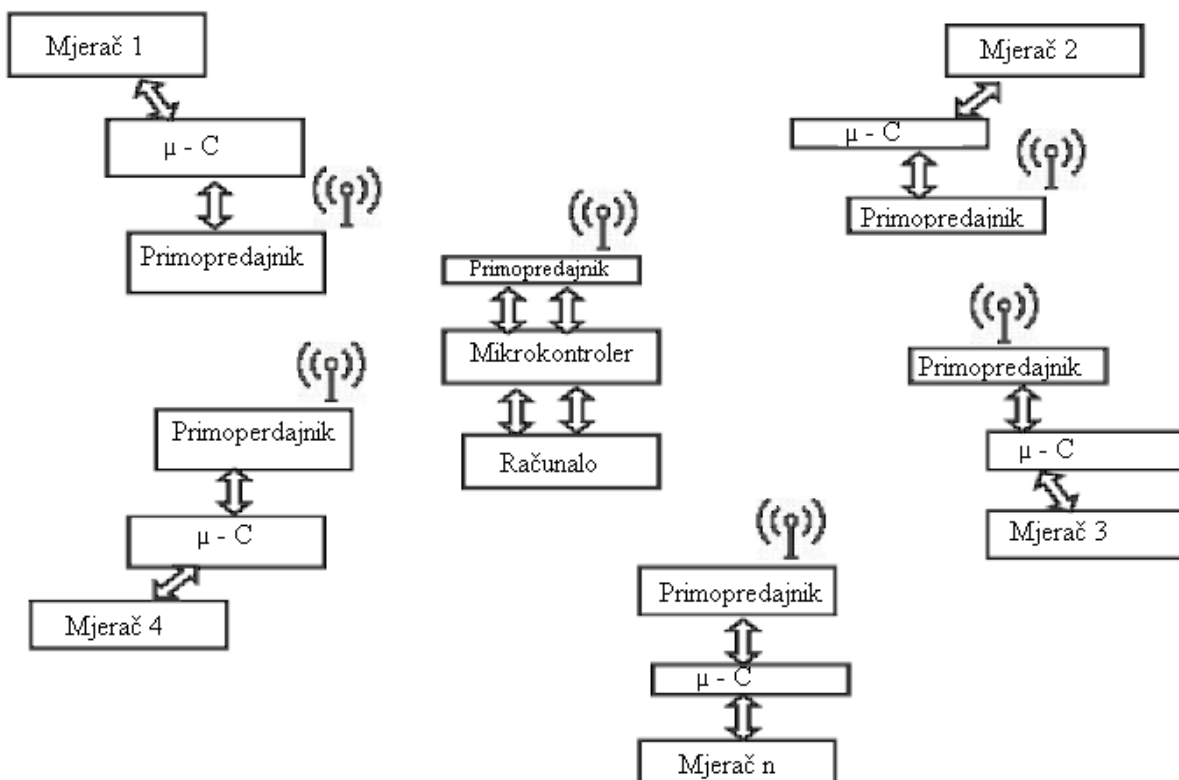 Mjerač 1
μ - C
Primopredajnik
Mjerač 2
μ - C
Primopredajnik
Primopredajnik
Mikrokontroler
Računalo
Primopredajnik
μ - C
Mjerač 3
Primoperdajnik
μ - C
Mjerač 4
Primopredajnik
μ - C
Mjerač n